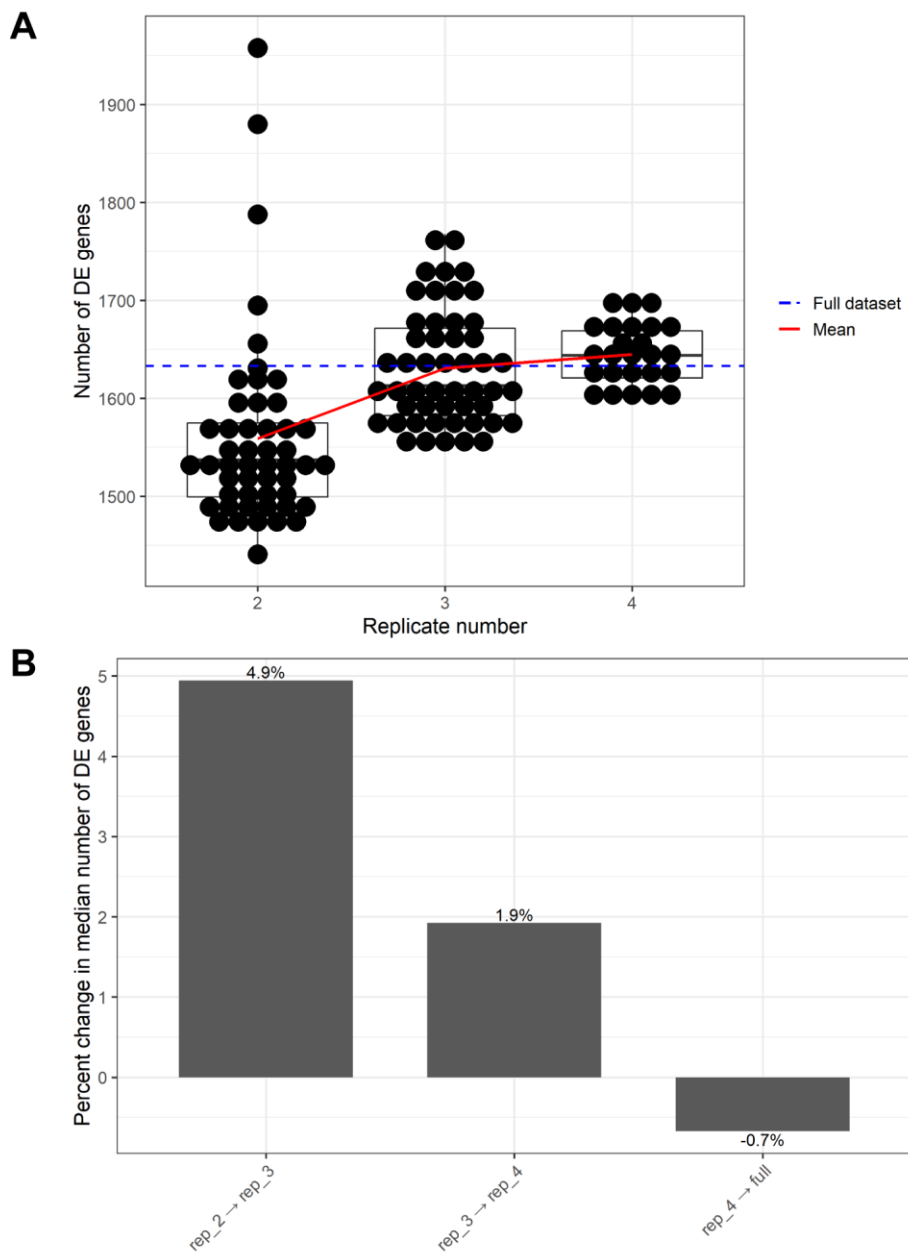 A
Number of DE genes
1900
1800
1700
1600
1500
2
3
4
Replicate number
Full dataset
Mean
B
Percent change in median number of DE genes
5
4
3
2
1
0
4.9%
1.9%
-0.7%
rep_2 → rep_3
rep_3 → rep_4
rep_4 → full